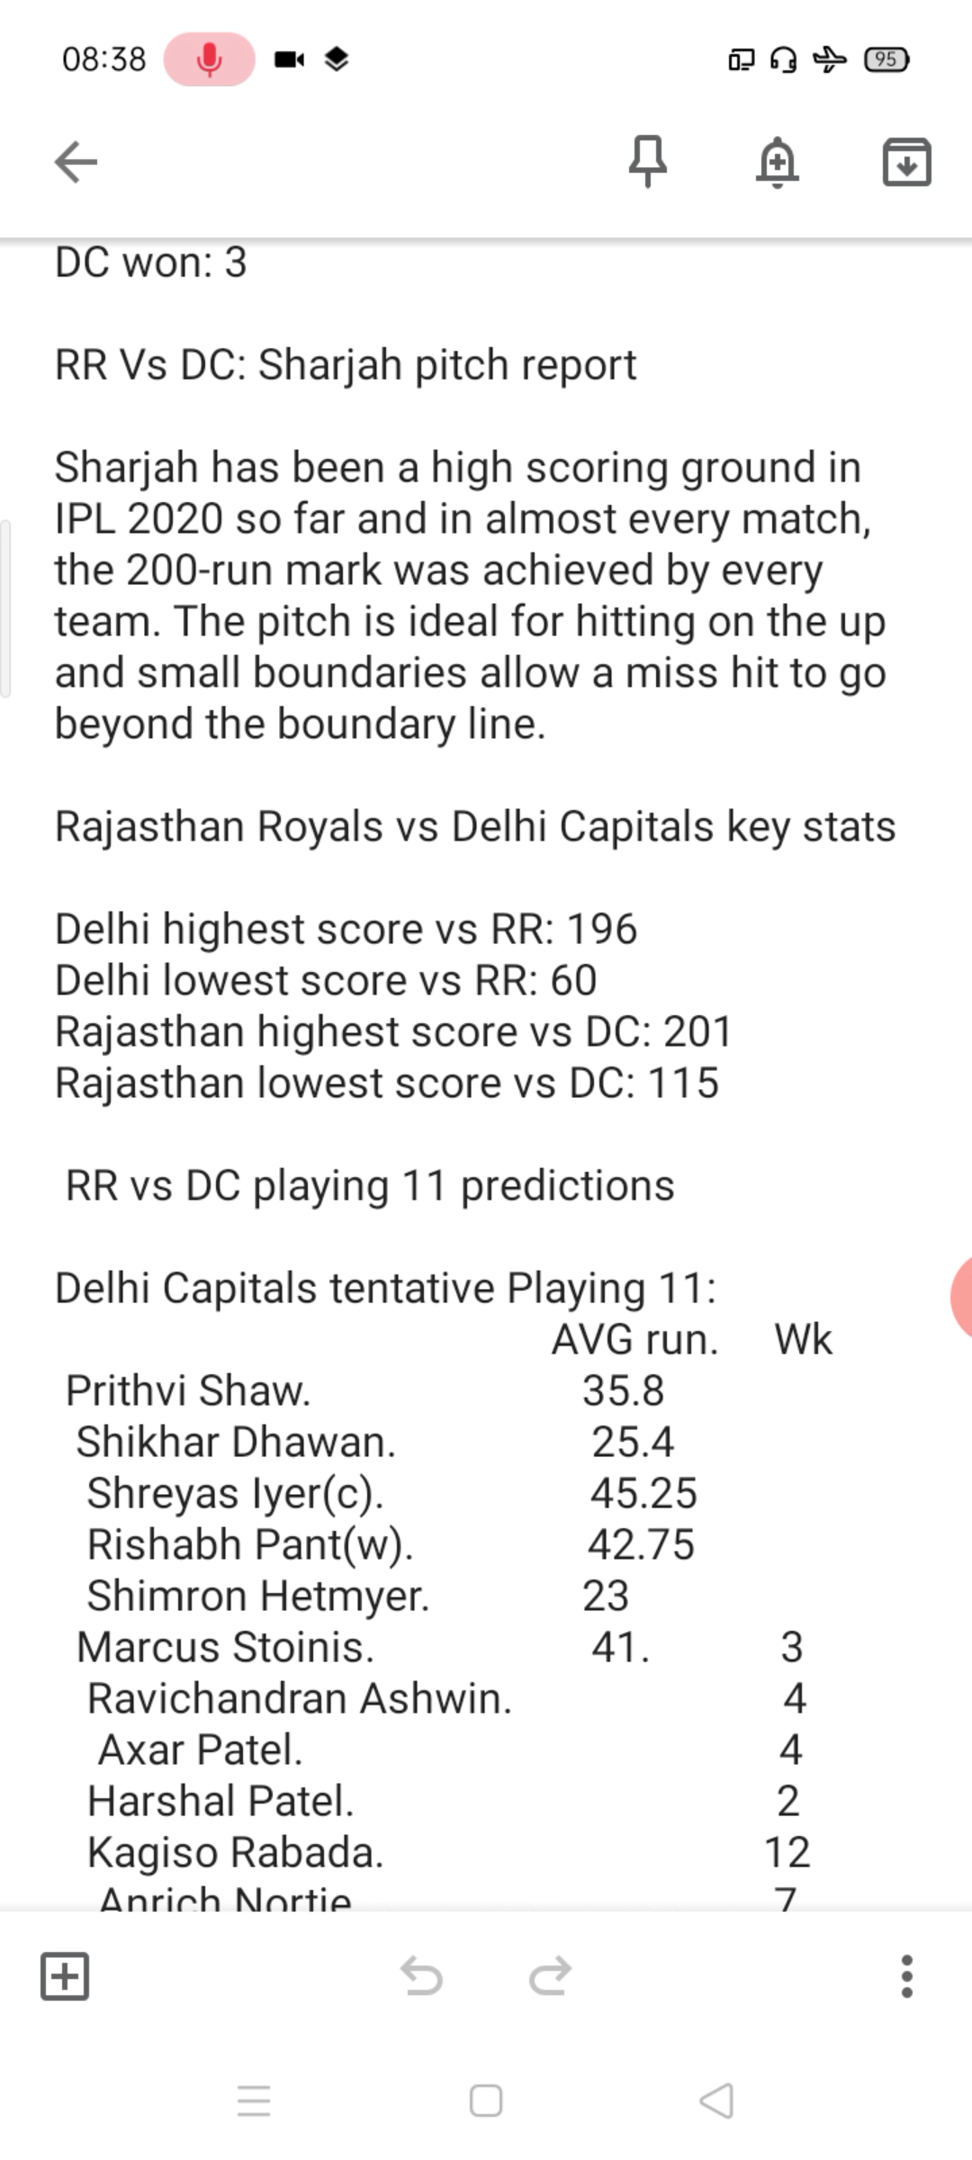 08:38
95
DC won: 3
RR Vs DC: Sharjah pitch report
Sharjah has been a high scoring ground in
IPL 2020 so far and in almost every match,
the 200-run mark was achieved by every
team. The pitch is ideal for hitting on the up
and small boundaries allow a miss hit to go
beyond the boundary line.
Rajasthan Royals vs Delhi Capitals key stats
Delhi highest score vs RR: 196
Delhi lowest score vs RR: 60
Rajasthan highest score vs DC: 201
Rajasthan lowest score vs DC: 115
RR vs DC playing 11 predictions
Delhi Capitals tentative Playing 11:
AVG run. Wk
Prithvi Shaw. 35.8
Shikhar Dhawan. 25.4
Shreyas Iyer(c). 45.25
Rishabh Pant(w). 42.75
Shimron Hetmyer. 23
Marcus Stoinis. 41. 3
Ravichandran Ashwin. 4
Axar Patel. 4
Harshal Patel. 2
Kagiso Rabada. 12
Anrich Nortje 7